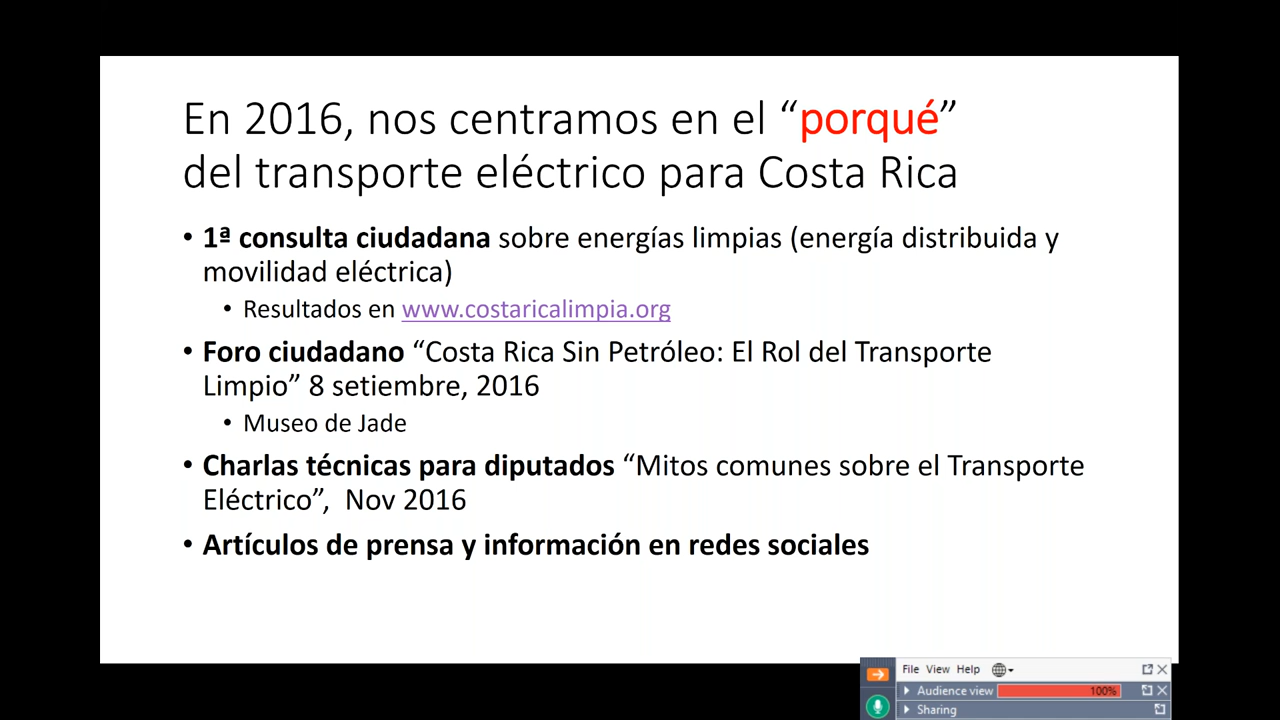 En 2016, nos centramos en el “porqué”
del transporte eléctrico para Costa Rica
• 1ª consulta ciudadana sobre energías limpias (energía distribuida y
movilidad eléctrica)
• Resultados en www.costaricalimpia.org
• Foro ciudadano “Costa Rica Sin Petróleo: El Rol del Transporte
Limpio” 8 setiembre, 2016
• Museo de Jade
• Charlas técnicas para diputados “Mitos comunes sobre el Transporte
Eléctrico”, Nov 2016
• Artículos de prensa y información en redes sociales
File View Help
Audience view 100%
Sharing